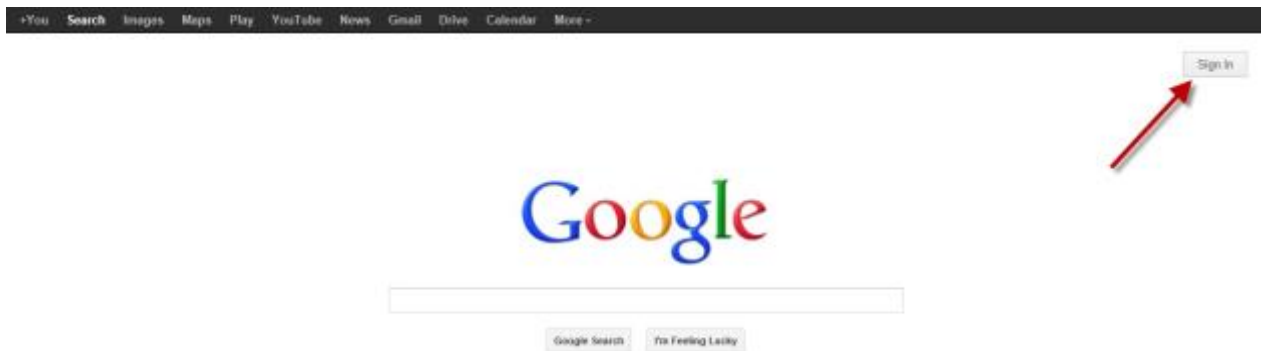 +You Search Images Maps Play YouTube News Gmail Drive Calendar More
Sign In
Google
Google Search I'm Feeling Lucky